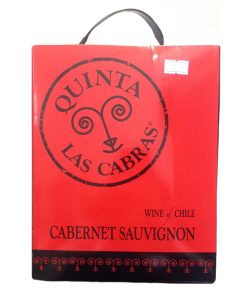 QUINTA
LAS CABRAS®
WINE of CHILE
CABERNET SAUVIGNON